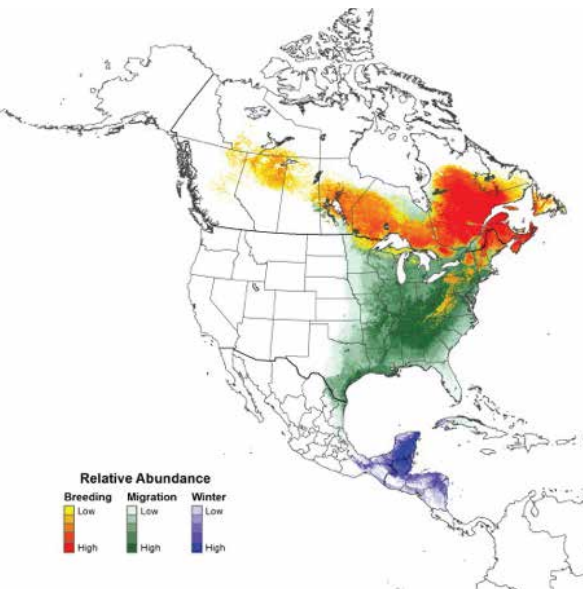 Relative Abundance
Breeding Migration Winter
Low Low Low
High High High